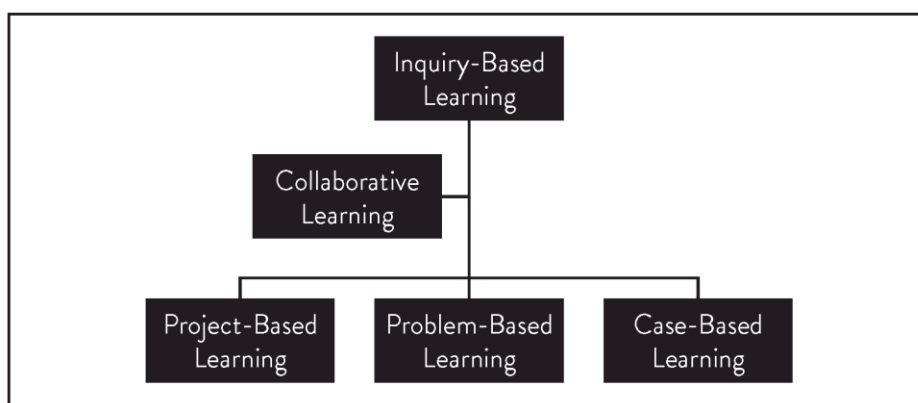 Inquiry-Based
Learning
Collaborative
Learning
Project-Based
Learning
Problem-Based
Learning
Case-Based
Learning